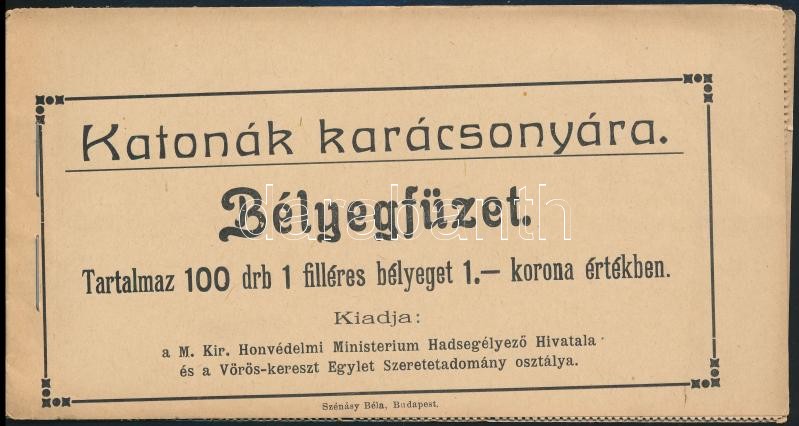 Katonák karácsonyára.
Bélyegfüzet.
darabanth
Tartalmaz 100 drb 1 filléres bélyeget 1.— korona értékben.
Kiadja:
a M. Kir. Honvédelmi Ministerium Hadsegélyező Hivatala
és a Vörös-kereszt Egylet Szeretetadomány osztálya.
Szénásy Béla, Budapest.